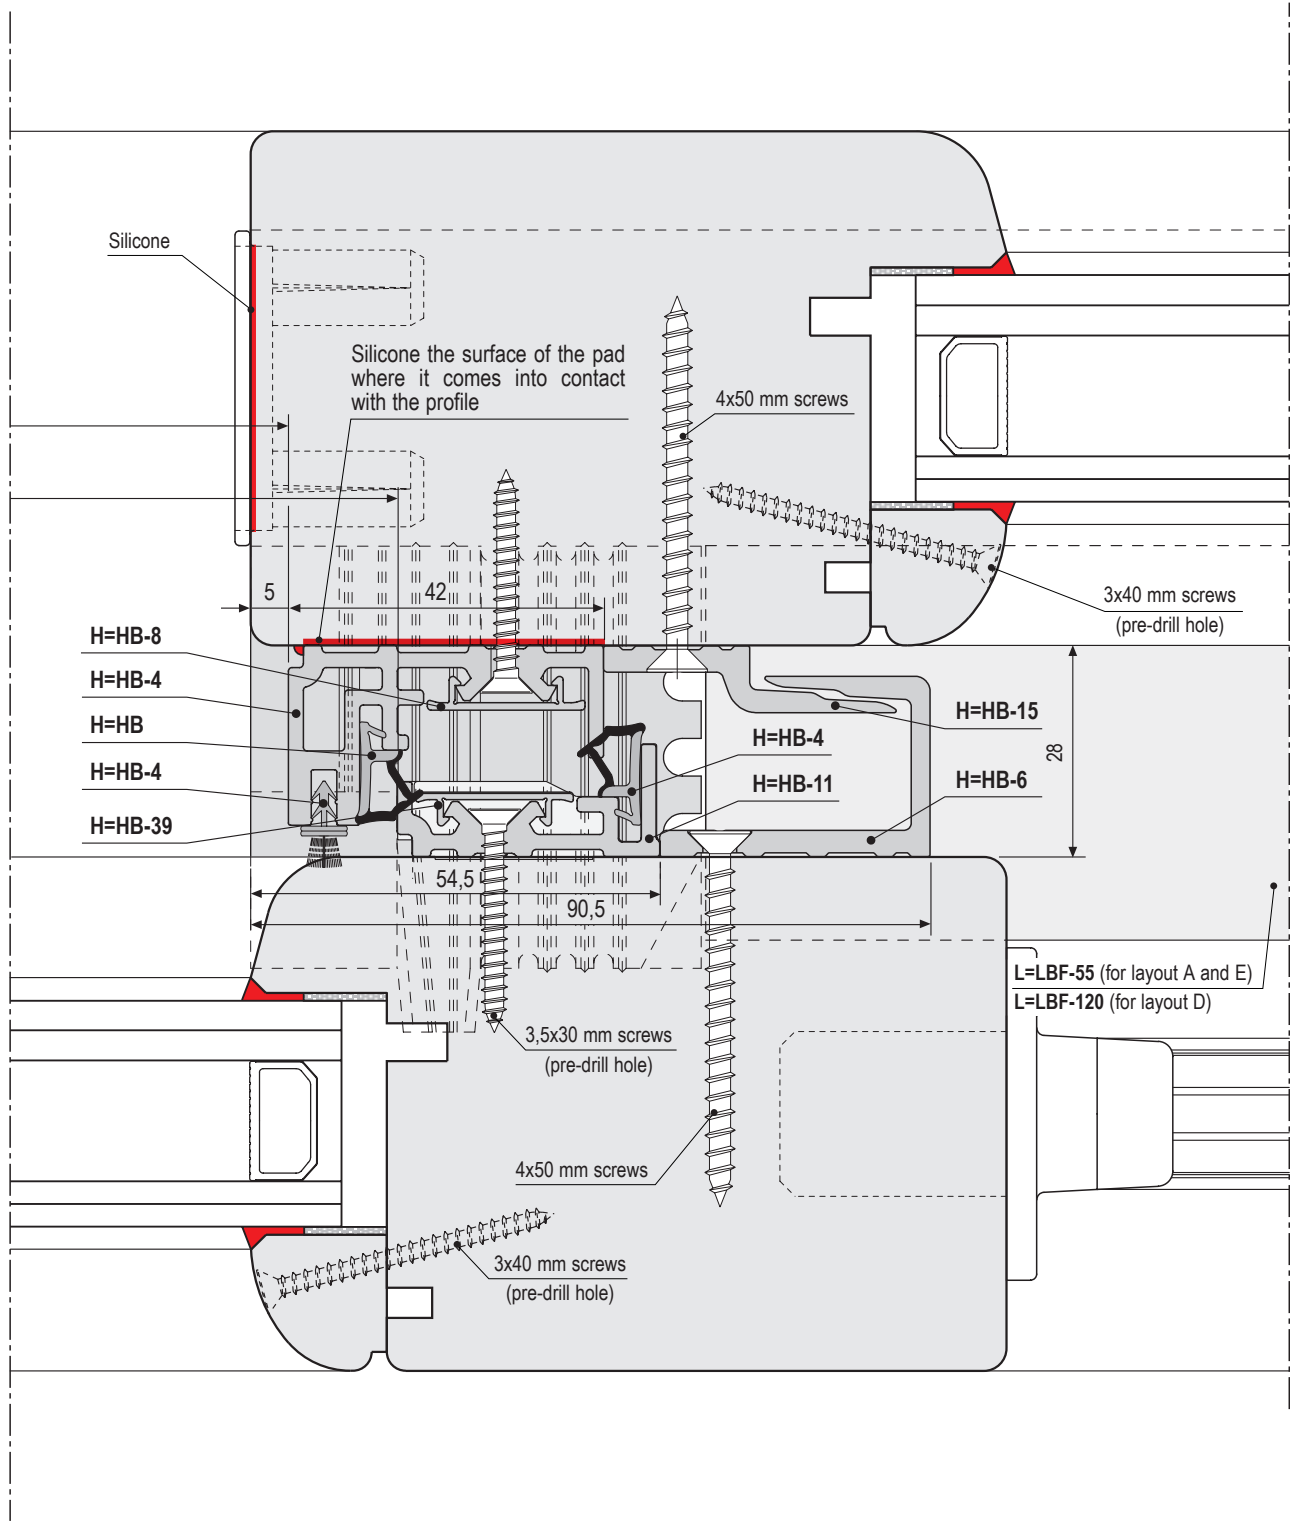 Silicone
Silicone the surface of the pad
where it comes into contact
with the profile
4x50 mm screws
3x40 mm screws
(pre-drill hole)
5
42
H=HB-8
H=HB-4
H=HB
H=HB-4
H=HB-39
H=HB-4
H=HB-11
H=HB-15
H=HB-6
28
54,5
90,5
L=LBF-55 (for layout A and E)
L=LBF-120 (for layout D)
3,5x30 mm screws
(pre-drill hole)
4x50 mm screws
3x40 mm screws
(pre-drill hole)